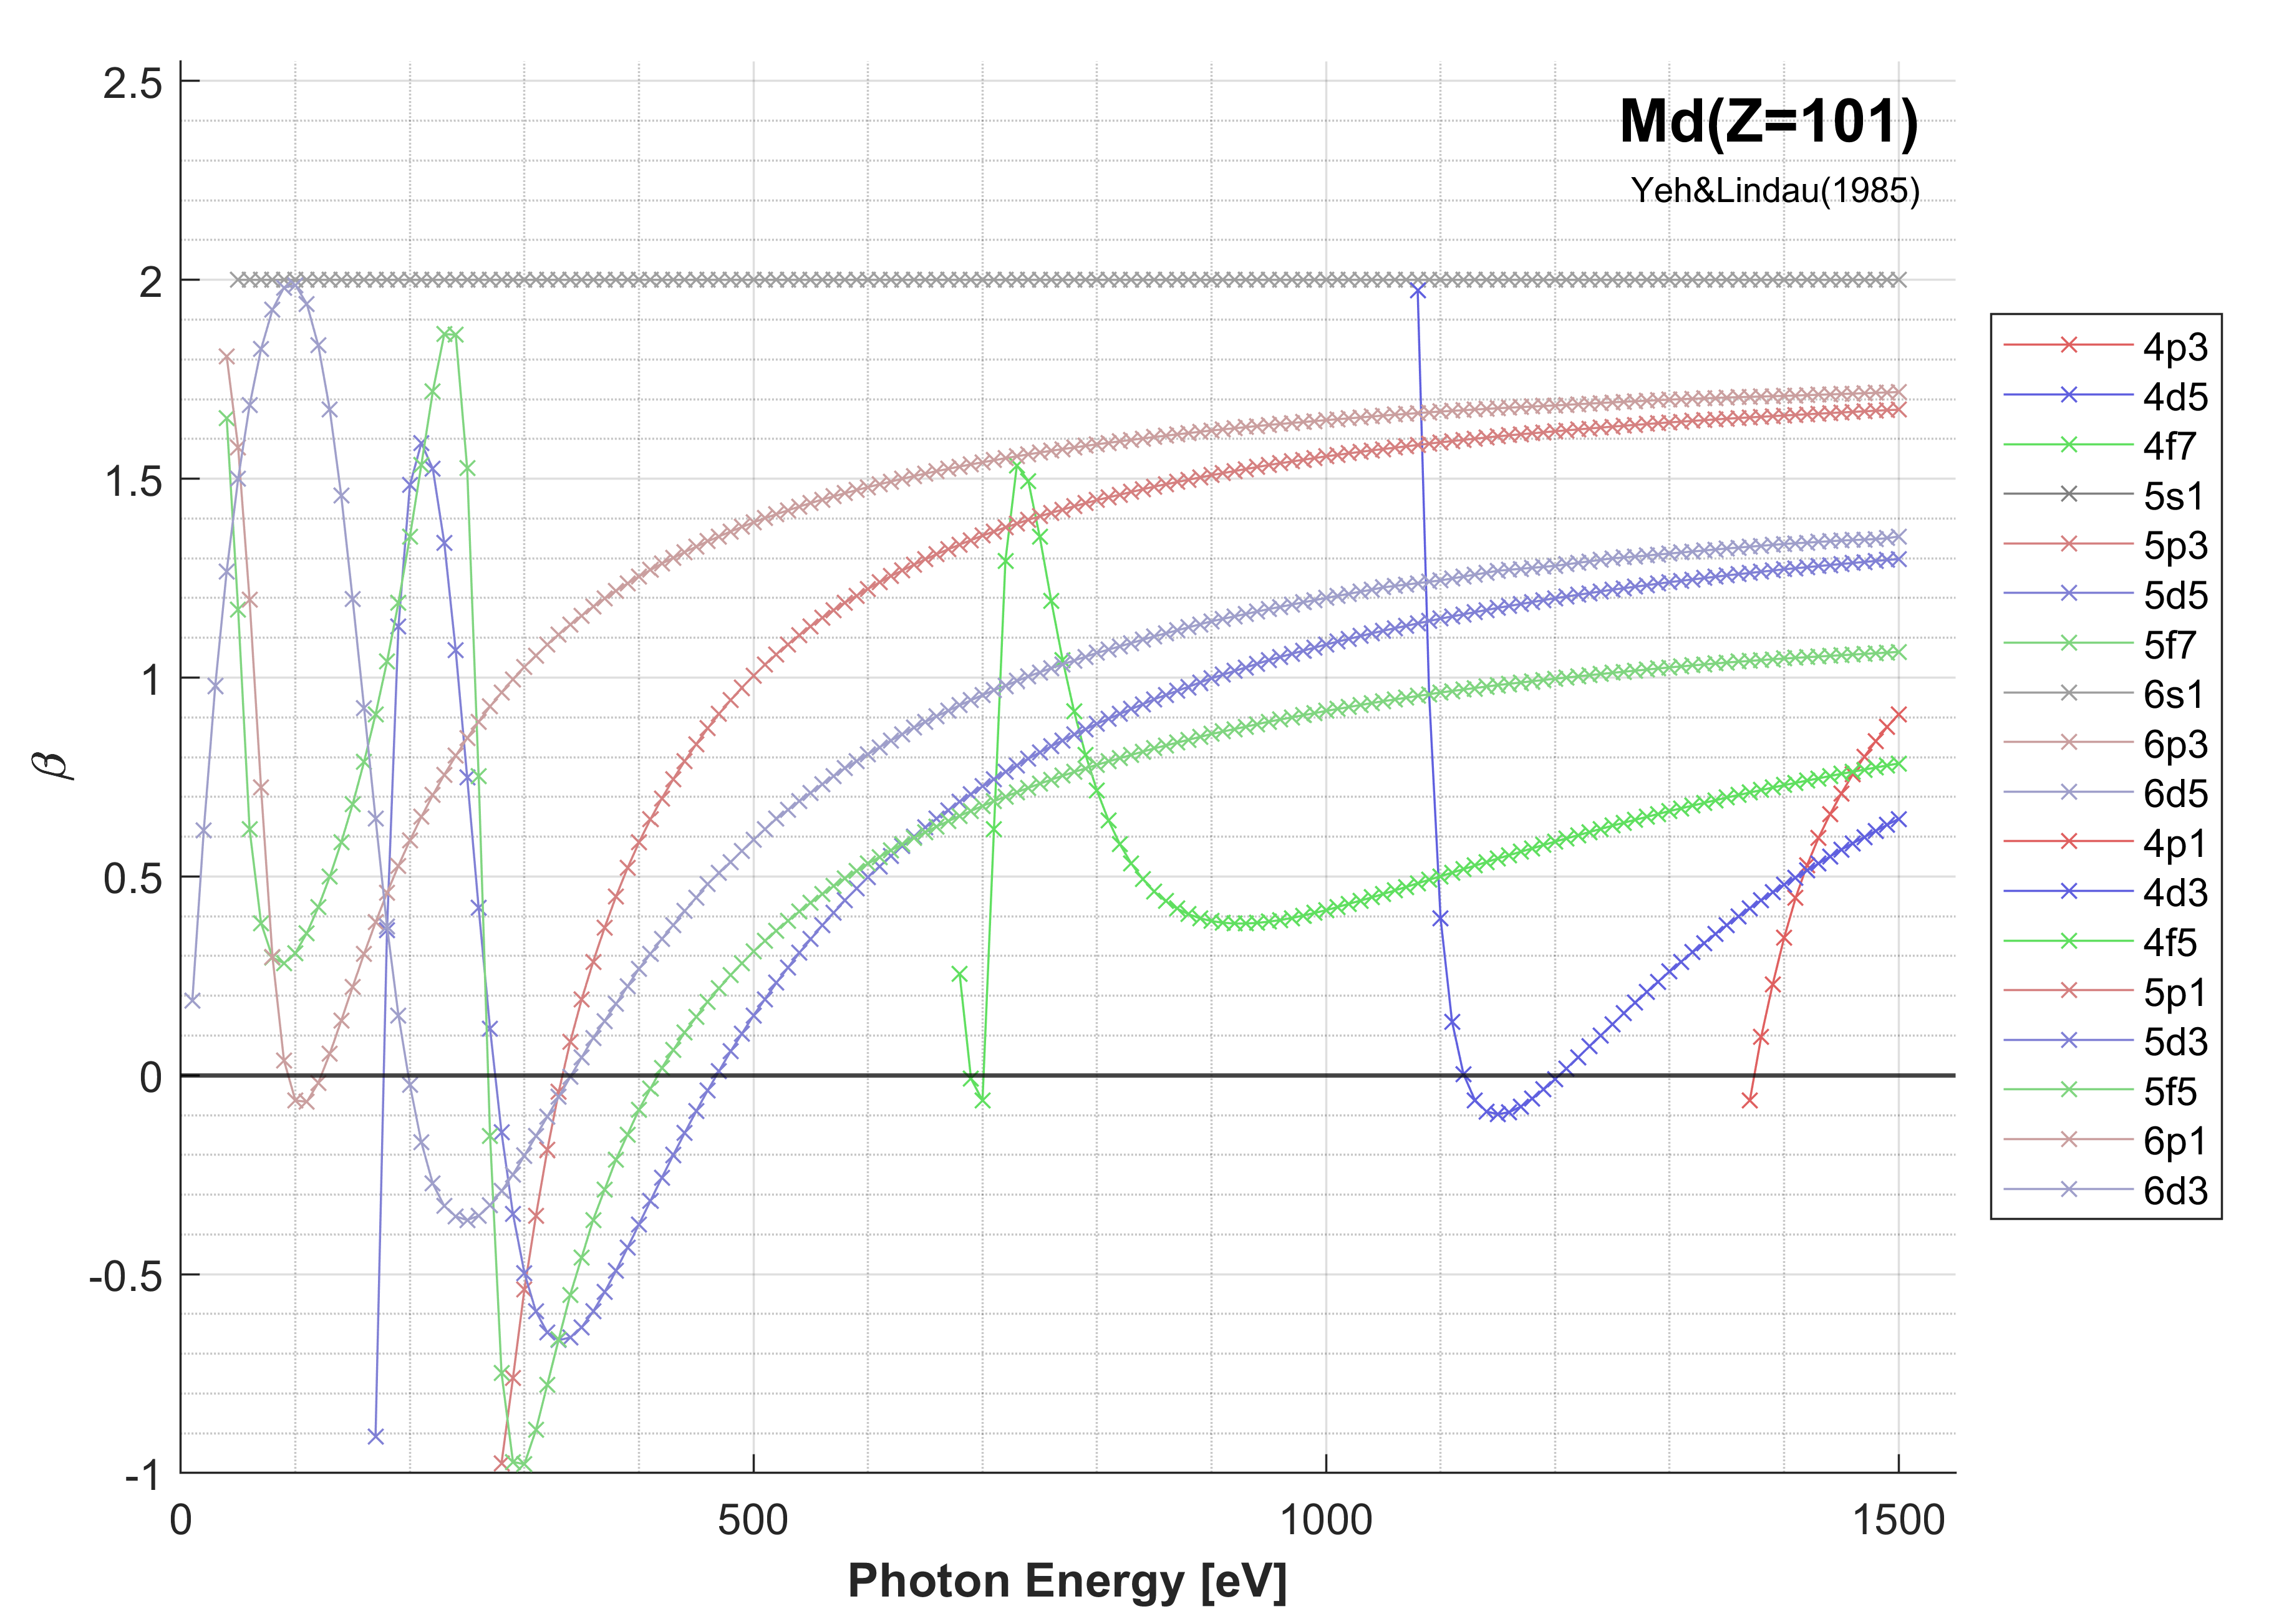 Md(Z=101)
Yeh&Lindau(1985)
2.5
2
1.5
1
0.5
0
-0.5
-1
β
0 500 1000 1500
Photon Energy [eV]
4p3
4d5
4f7
5s1
5p3
5d5
5f7
6s1
6p3
6d5
4p1
4d3
4f5
5p1
5d3
5f5
6p1
6d3